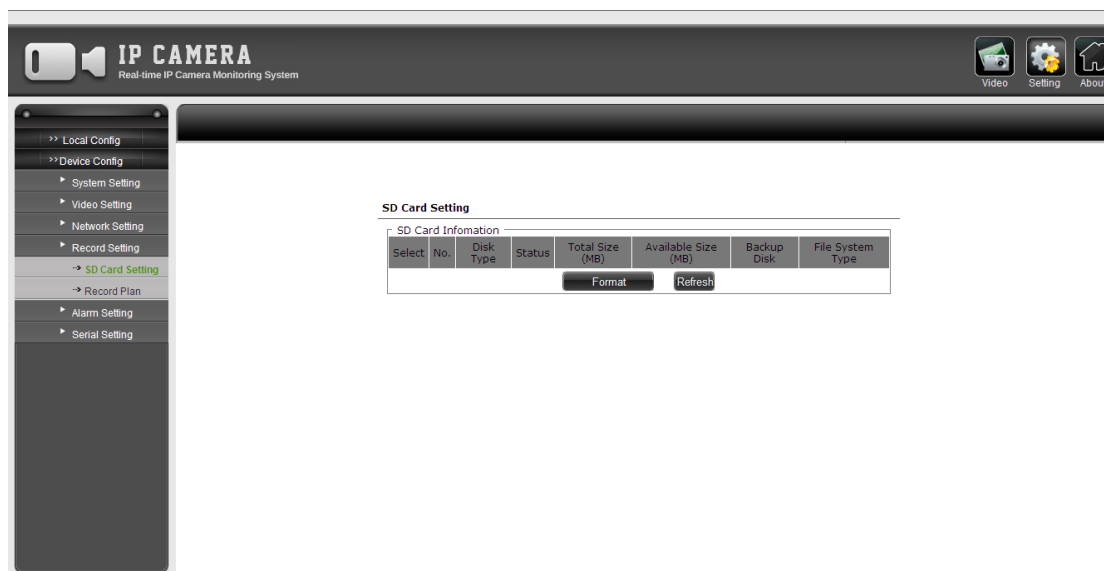 IP CAMERA
Real-time IP Camera Monitoring System
Video Setting About
>> Local Config
>> Device Config
System Setting
Video Setting
Network Setting
Record Setting
SD Card Setting
Record Plan
Alarm Setting
Serial Setting
SD Card Setting
SD Card Infomation
Select No. Disk Type Status Total Size (MB) Available Size (MB) Backup Disk File System Type
Format Refresh